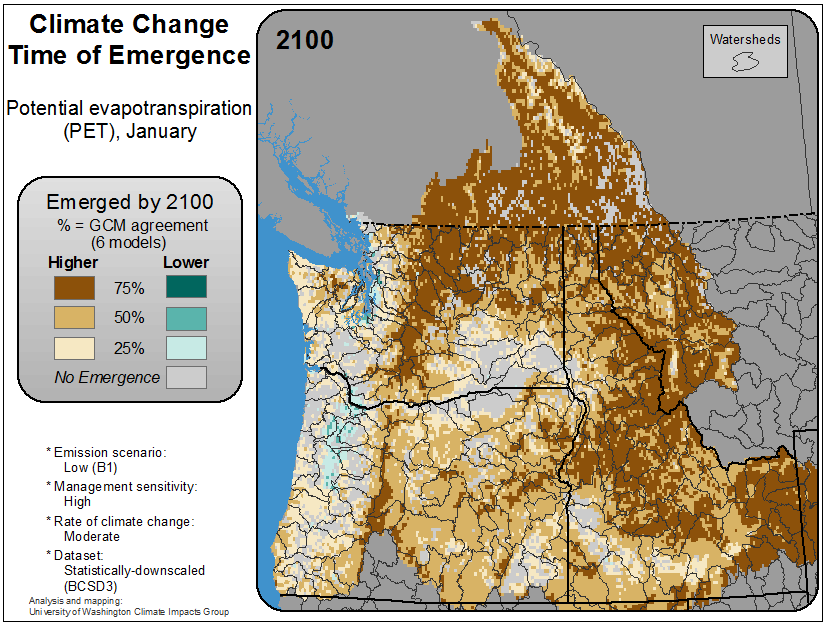 Climate Change
Time of Emergence
Potential evapotranspiration
(PET), January
Emerged by 2100
% = GCM agreement
(6 models)
Higher Lower
75%
50%
25%
No Emergence
* Emission scenario:
Low (B1)
* Management sensitivity:
High
* Rate of climate change:
Moderate
* Dataset:
Statistically-downscaled
(BCSD3)
Analysis and mapping:
University of Washington Climate Impacts Group
2100
Watersheds